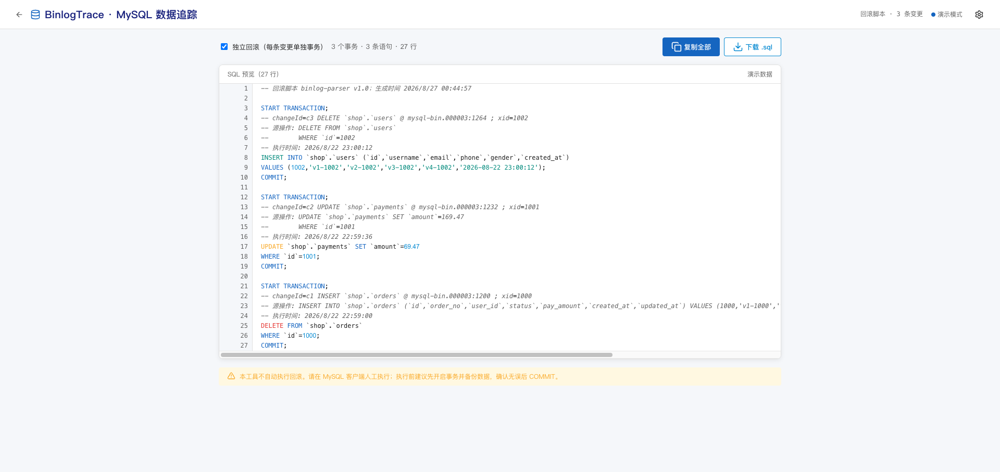 BinlogTrace · MySQL 数据追踪
回滚脚本 · 3 条变更
演示模式
独立回滚（每条变更单独事务）
3 个事务 · 3 条语句 · 27 行
复制全部
下载 .sql
SQL 预览（27 行）
演示数据
1 -- 回滚脚本 binlog-parser v1.0；生成时间 2026/8/27 00:44:57
2
3 START TRANSACTION;
4 -- changeId=c3 DELETE `shop`.`users` @ mysql-bin.000003:1264 ; xid=1002
5 -- 源操作: DELETE FROM `shop`.`users`
6 --        WHERE `id`=1002
7 -- 执行时间: 2026/8/22 23:00:12
8 INSERT INTO `shop`.`users` (`id`,`username`,`email`,`phone`,`gender`,`created_at`)
9 VALUES (1002,'v1-1002','v2-1002','v3-1002','v4-1002','2026-08-22 23:00:12');
10 COMMIT;
11
12 START TRANSACTION;
13 -- changeId=c2 UPDATE `shop`.`payments` @ mysql-bin.000003:1232 ; xid=1001
14 -- 源操作: UPDATE `shop`.`payments` SET `amount`=169.47
15 --        WHERE `id`=1001
16 -- 执行时间: 2026/8/22 22:59:36
17 UPDATE `shop`.`payments` SET `amount`=69.47
18 WHERE `id`=1001;
19 COMMIT;
20
21 START TRANSACTION;
22 -- changeId=c1 INSERT `shop`.`orders` @ mysql-bin.000003:1200 ; xid=1000
23 -- 源操作: INSERT INTO `shop`.`orders` (`id`,`order_no`,`user_id`,`status`,`pay_amount`,`created_at`,`updated_at`) VALUES (1000,'v1-1000','
24 -- 执行时间: 2026/8/22 22:59:00
25 DELETE FROM `shop`.`orders`
26 WHERE `id`=1000;
27 COMMIT;
本工具不自动执行回滚。请在 MySQL 客户端人工执行；执行前建议先开启事务并备份数据，确认无误后 COMMIT。